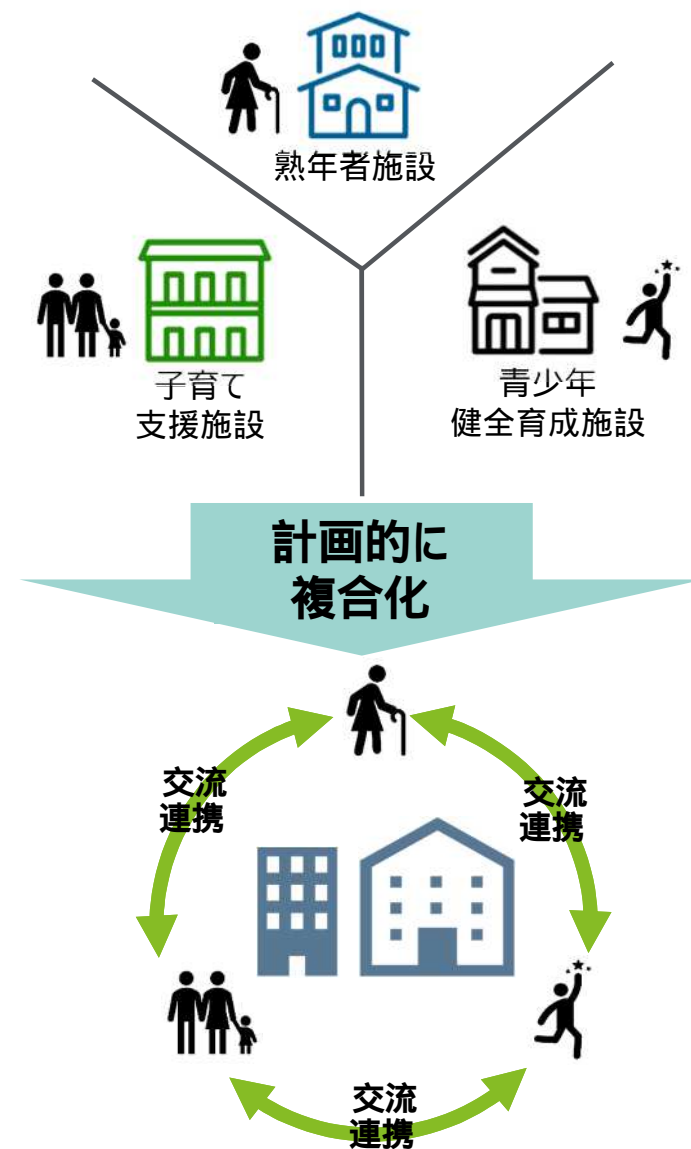 熟年者施設
子育て
支援施設
青少年
健全育成施設
計画的に
複合化
交流
連携
交流
連携
交流
連携